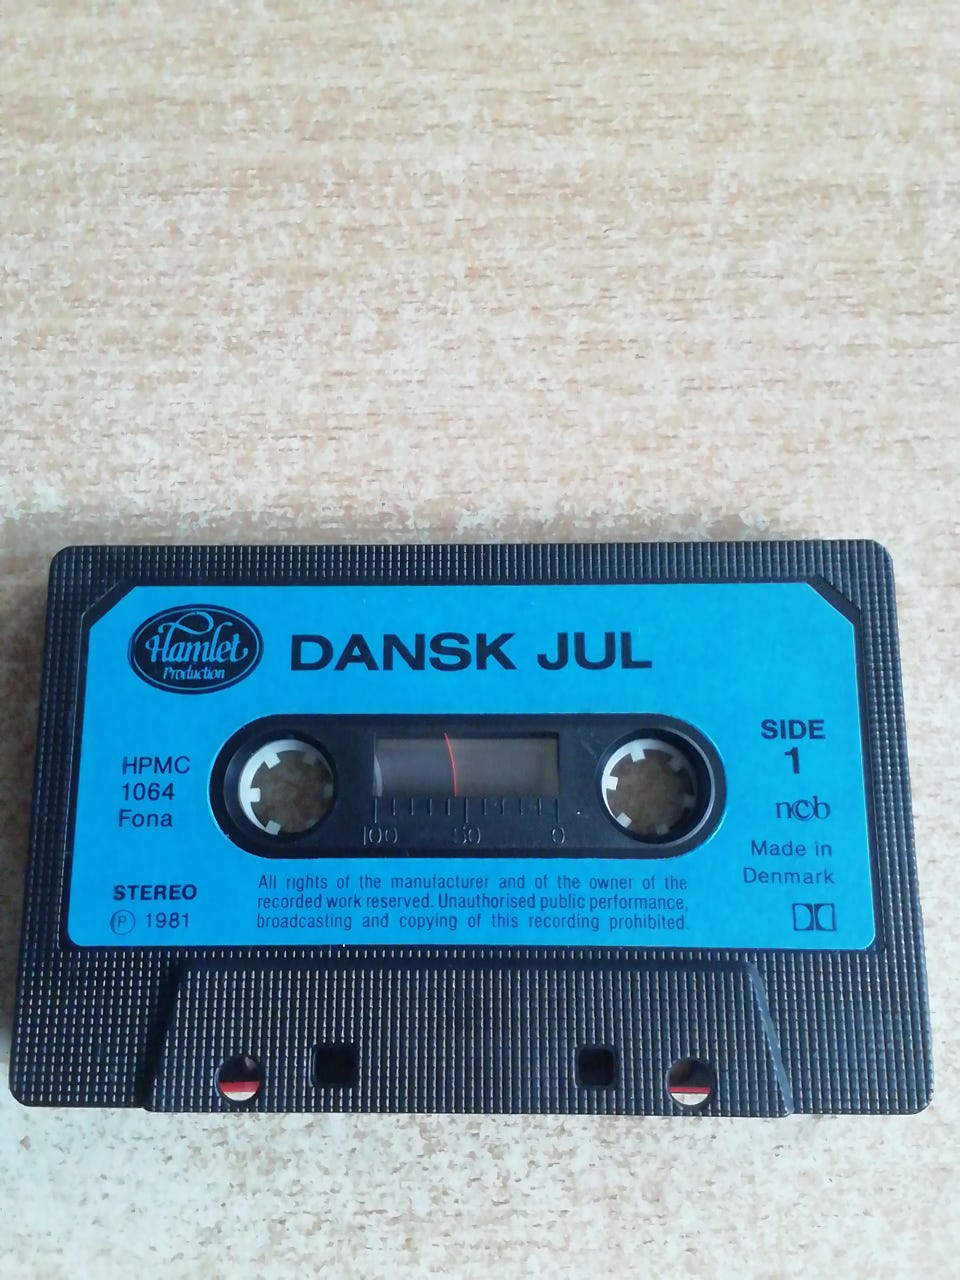 Hamlet
Production
DANSK JUL
SIDE
1
HPMC
1064
Fona
ncb
Made in
Denmark
100 50 0
STEREO
Ⓟ 1981
All rights of the manufacturer and of the owner of the
recorded work reserved. Unauthorised public performance,
broadcasting and copying of this recording prohibited.